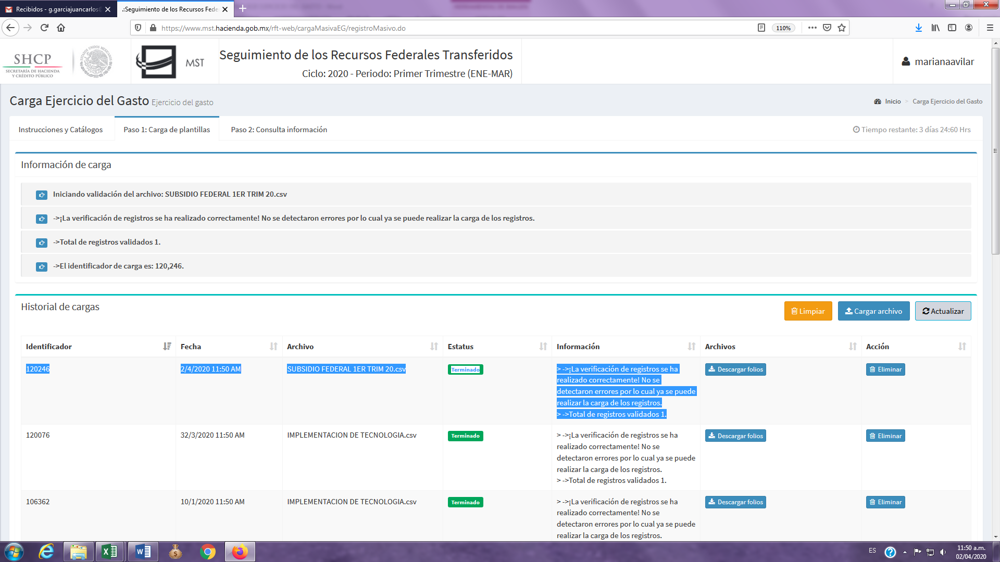 Recibidos - g.garciajuancarlos
.:Seguimiento de los Recursos Fede
https://www.mst.hacienda.gob.mx/rft-web/cargaMasivaEG/registroMasivo.do
110%
SHCP
SECRETARÍA DE HACIENDA
Y CRÉDITO PÚBLICO
MST
Seguimiento de los Recursos Federales Transferidos
Ciclo: 2020 - Periodo: Primer Trimestre (ENE-MAR)
marianaavilar
Carga Ejercicio del Gasto Ejercicio del gasto
Inicio > Carga Ejercicio del Gasto
Instrucciones y Catálogos
Paso 1: Carga de plantillas
Paso 2: Consulta información
Tiempo restante: 3 días 24:60 Hrs
Información de carga
Iniciando validación del archivo: SUBSIDIO FEDERAL 1ER TRIM 20.csv
->¡La verificación de registros se ha realizado correctamente! No se detectaron errores por lo cual ya se puede realizar la carga de los registros.
->Total de registros validados 1.
->El identificador de carga es: 120,246.
Historial de cargas
Limpiar
Cargar archivo
Actualizar
Identificador
Fecha
Archivo
Estatus
Información
Archivos
Acción
120246
2/4/2020 11:50 AM
SUBSIDIO FEDERAL 1ER TRIM 20.csv
Terminado
> ->¡La verificación de registros se ha
realizado correctamente! No se
detectaron errores por lo cual ya se puede
realizar la carga de los registros.
> ->Total de registros validados 1.
Descargar folios
Eliminar
120076
32/3/2020 11:50 AM
IMPLEMENTACION DE TECNOLOGIA.csv
Terminado
> ->¡La verificación de registros se ha
realizado correctamente! No se
detectaron errores por lo cual ya se puede
realizar la carga de los registros.
> ->Total de registros validados 1.
Descargar folios
Eliminar
106362
10/1/2020 11:50 AM
IMPLEMENTACION DE TECNOLOGIA.csv
Terminado
> ->¡La verificación de registros se ha
realizado correctamente! No se
detectaron errores por lo cual ya se puede
realizar la carga de los registros.
Descargar folios
Eliminar
ES
11:50 a.m.
02/04/2020